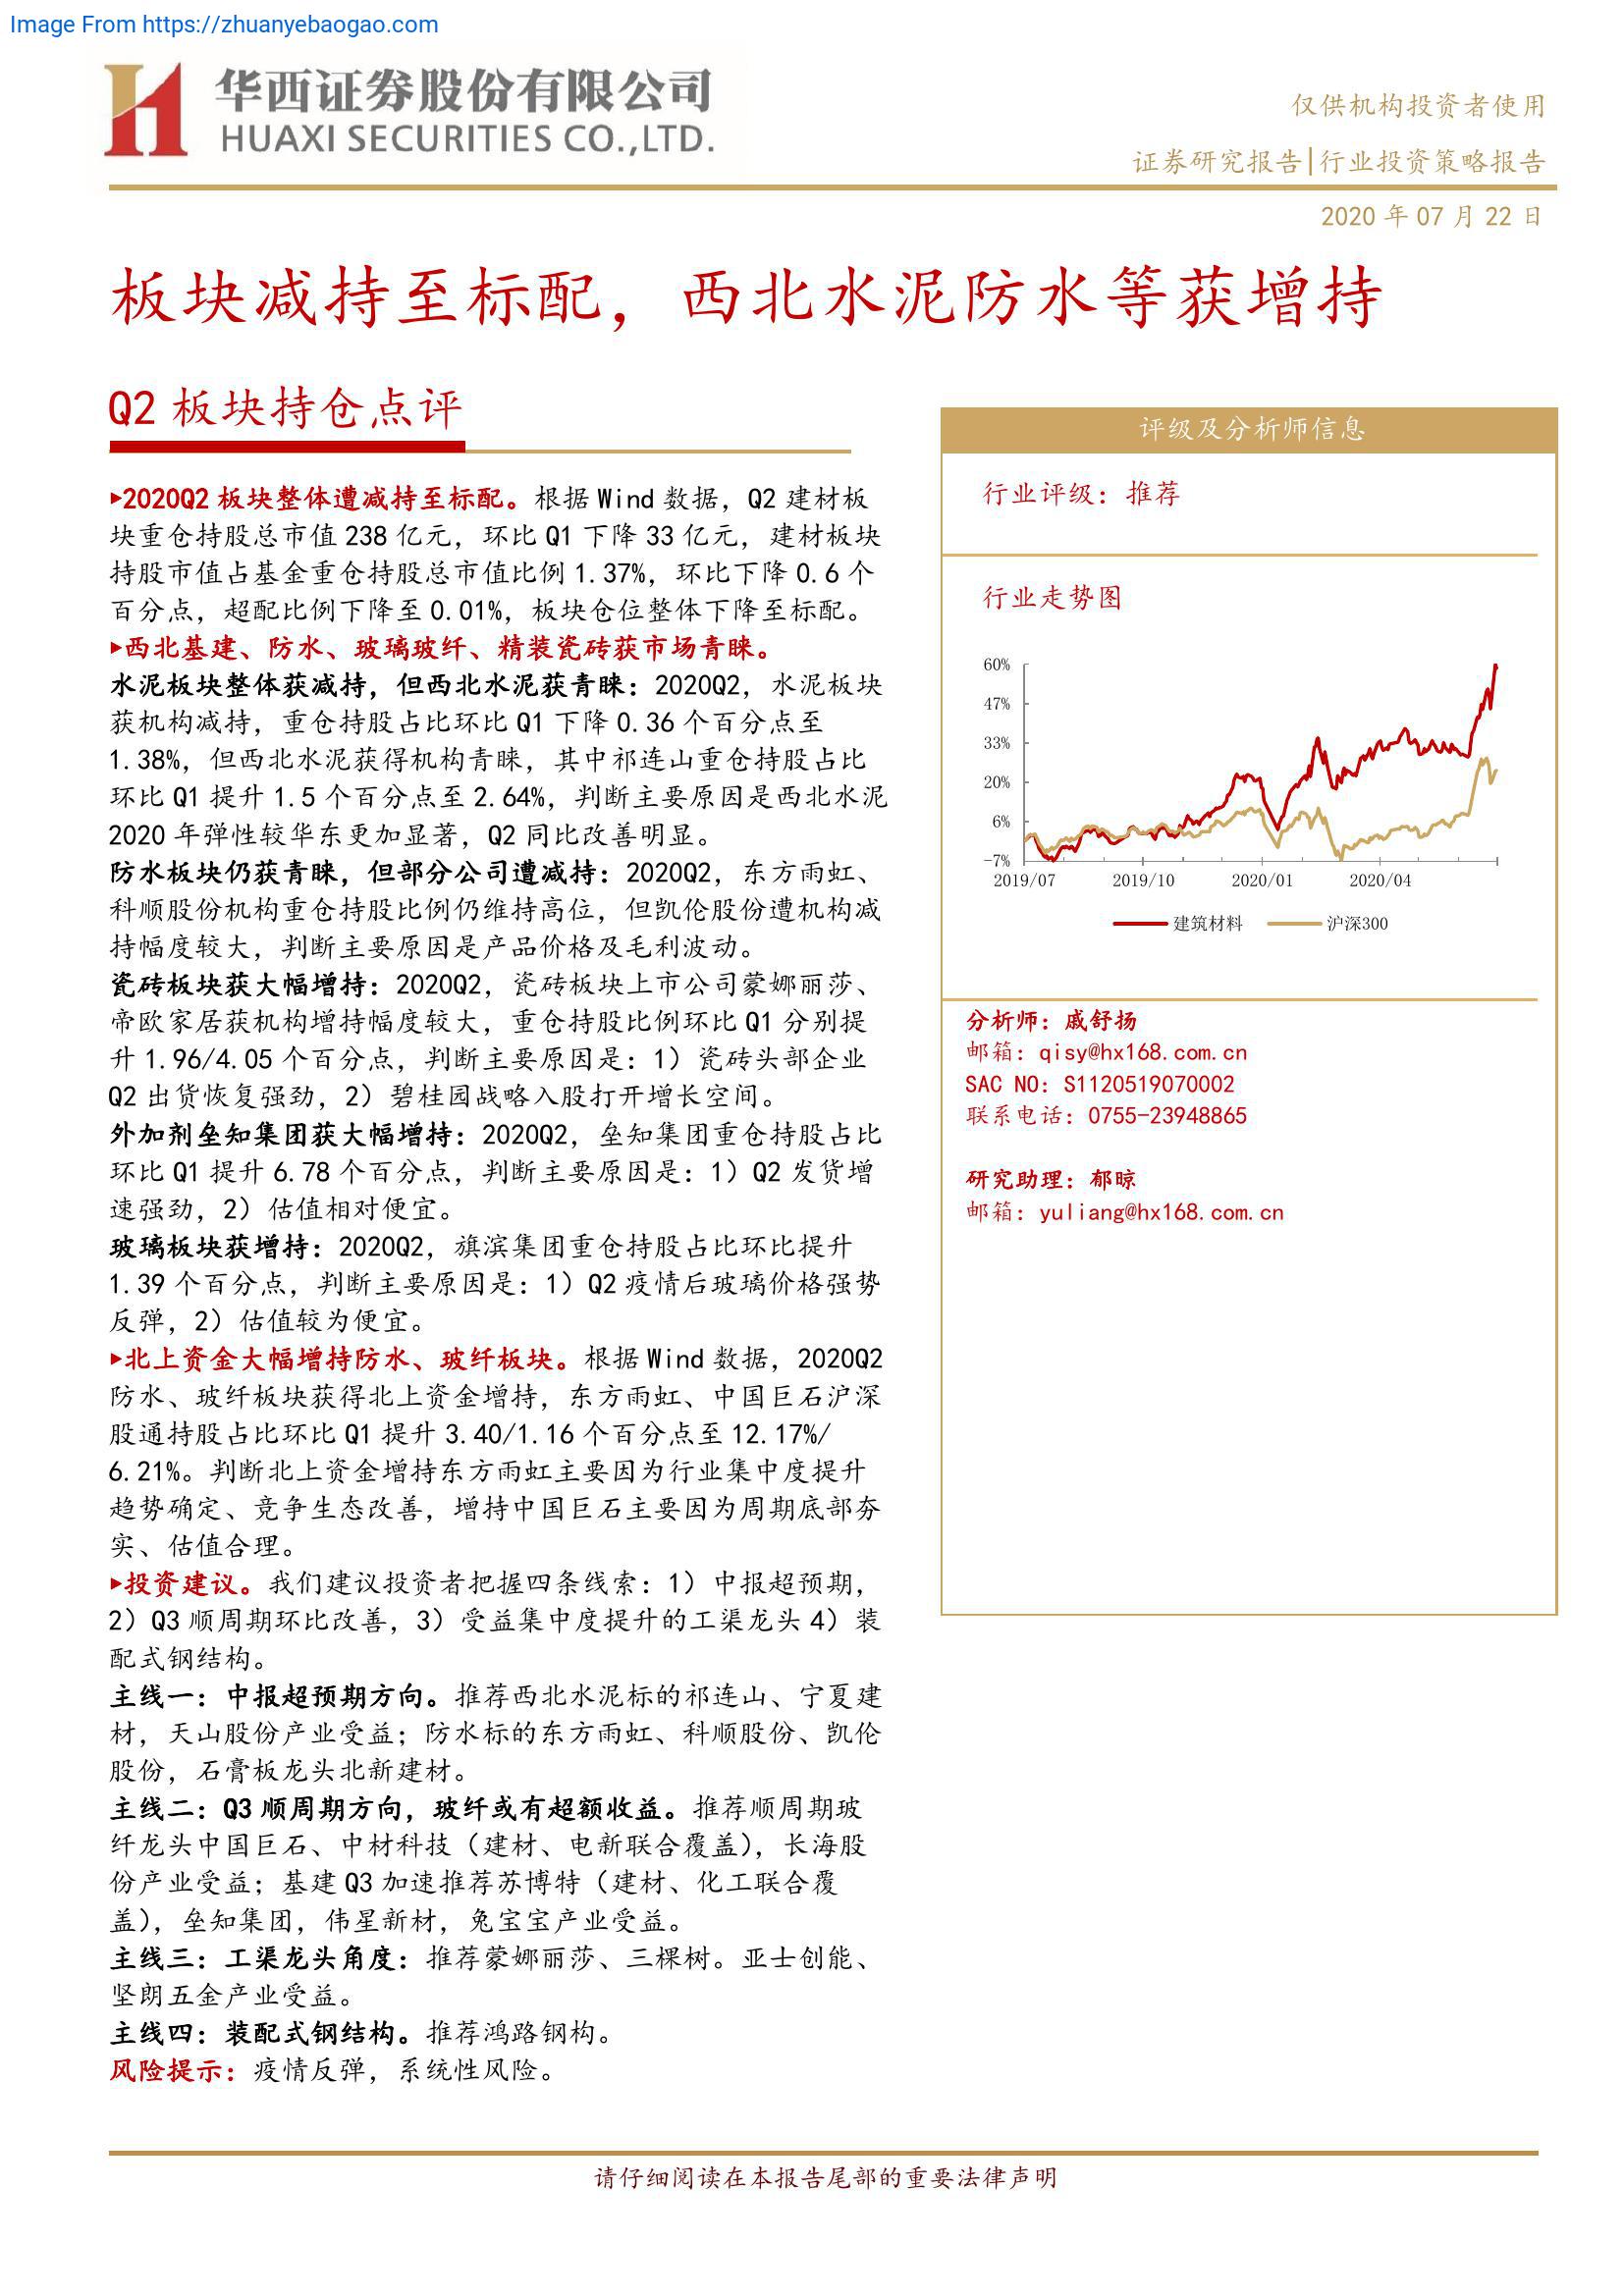 Image From https://zhuanyebaogao.com
华西证券股份有限公司
HUAXI SECURITIES CO.,LTD.
仅供机构投资者使用
证券研究报告|行业投资策略报告
2020 年 07 月 22 日
板块减持至标配，西北水泥防水等获增持
Q2 板块持仓点评
▸2020Q2 板块整体遭减持至标配。根据 Wind 数据，Q2 建材板
块重仓持股总市值 238 亿元，环比 Q1 下降 33 亿元，建材板块
持股市值占基金重仓持股总市值比例 1.37%，环比下降 0.6 个
百分点，超配比例下降至 0.01%，板块仓位整体下降至标配。
▸西北基建、防水、玻璃玻纤、精装瓷砖获市场青睐。
水泥板块整体获减持，但西北水泥获青睐：2020Q2，水泥板块
获机构减持，重仓持股占比环比 Q1 下降 0.36 个百分点至
1.38%，但西北水泥获得机构青睐，其中祁连山重仓持股占比
环比 Q1 提升 1.5 个百分点至 2.64%，判断主要原因是西北水泥
2020 年弹性较华东更加显著，Q2 同比改善明显。
防水板块仍获青睐，但部分公司遭减持：2020Q2，东方雨虹、
科顺股份机构重仓持股比例仍维持高位，但凯伦股份遭机构减
持幅度较大，判断主要原因是产品价格及毛利波动。
瓷砖板块获大幅增持：2020Q2，瓷砖板块上市公司蒙娜丽莎、
帝欧家居获机构增持幅度较大，重仓持股比例环比 Q1 分别提
升 1.96/4.05 个百分点，判断主要原因是：1）瓷砖头部企业
Q2 出货恢复强劲，2）碧桂园战略入股打开增长空间。
外加剂垒知集团获大幅增持：2020Q2，垒知集团重仓持股占比
环比 Q1 提升 6.78 个百分点，判断主要原因是：1）Q2 发货增
速强劲，2）估值相对便宜。
玻璃板块获增持：2020Q2，旗滨集团重仓持股占比环比提升
1.39 个百分点，判断主要原因是：1）Q2 疫情后玻璃价格强势
反弹，2）估值较为便宜。
▸北上资金大幅增持防水、玻纤板块。根据 Wind 数据，2020Q2
防水、玻纤板块获得北上资金增持，东方雨虹、中国巨石沪深
股通持股占比环比 Q1 提升 3.40/1.16 个百分点至 12.17%/
6.21%。判断北上资金增持东方雨虹主要因为行业集中度提升
趋势确定、竞争生态改善，增持中国巨石主要因为周期底部夯
实、估值合理。
▸投资建议。我们建议投资者把握四条线索：1）中报超预期，
2）Q3 顺周期环比改善，3）受益集中度提升的工渠龙头 4）装
配式钢结构。
主线一：中报超预期方向。推荐西北水泥标的祁连山、宁夏建
材，天山股份产业受益；防水标的东方雨虹、科顺股份、凯伦
股份，石膏板龙头北新建材。
主线二：Q3 顺周期方向，玻纤或有超额收益。推荐顺周期玻
纤龙头中国巨石、中材科技（建材、电新联合覆盖），长海股
份产业受益；基建 Q3 加速推荐苏博特（建材、化工联合覆
盖），垒知集团，伟星新材，兔宝宝产业受益。
主线三：工渠龙头角度：推荐蒙娜丽莎、三棵树。亚士创能、
坚朗五金产业受益。
主线四：装配式钢结构。推荐鸿路钢构。
风险提示：疫情反弹，系统性风险。
评级及分析师信息
行业评级：推荐
行业走势图
60%
47%
33%
20%
6%
-7%
2019/07 2019/10 2020/01 2020/04
建筑材料 沪深300
分析师：戚舒扬
邮箱：qisy@hx168.com.cn
SAC NO：S1120519070002
联系电话：0755-23948865
研究助理：郁晾
邮箱：yuliang@hx168.com.cn
请仔细阅读在本报告尾部的重要法律声明